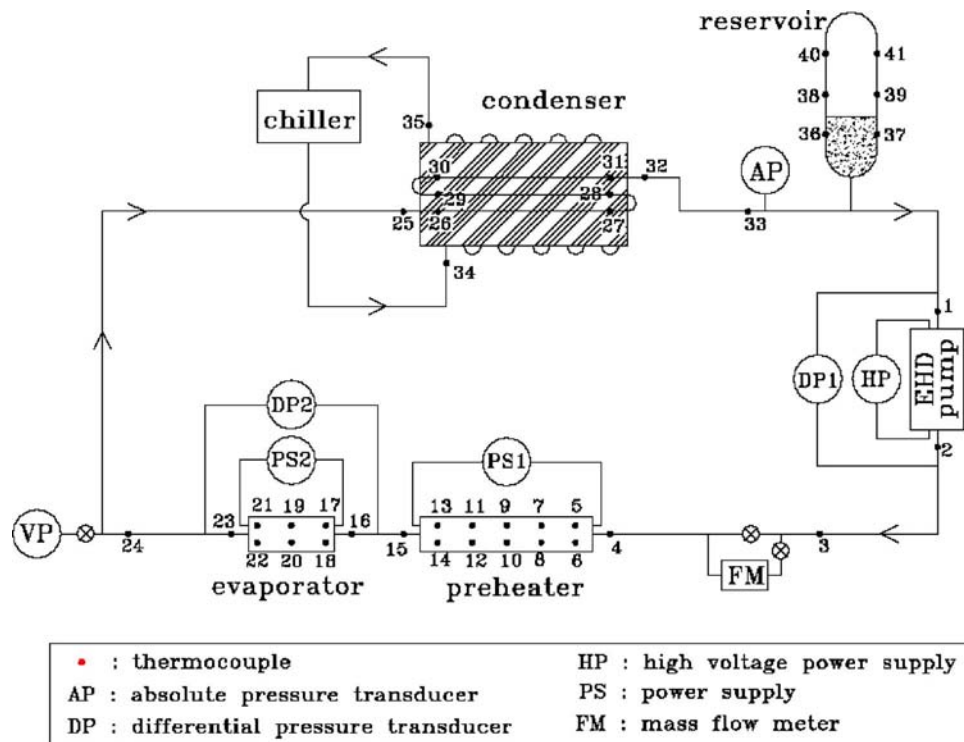 reservoir
40 41
condenser
38 39
chiller
35
36 37
30 31 32
AP
29 28
25 26 27 33
34
1
DP1 HP EHD pump
DP2
2
PS2 PS1
21 19 17 13 11 9 7 5
VP 23 16
24 15 4 3
22 20 18 14 12 10 8 6
FM
evaporator preheater
• : thermocouple
AP : absolute pressure transducer
DP : differential pressure transducer
HP : high voltage power supply
PS : power supply
FM : mass flow meter